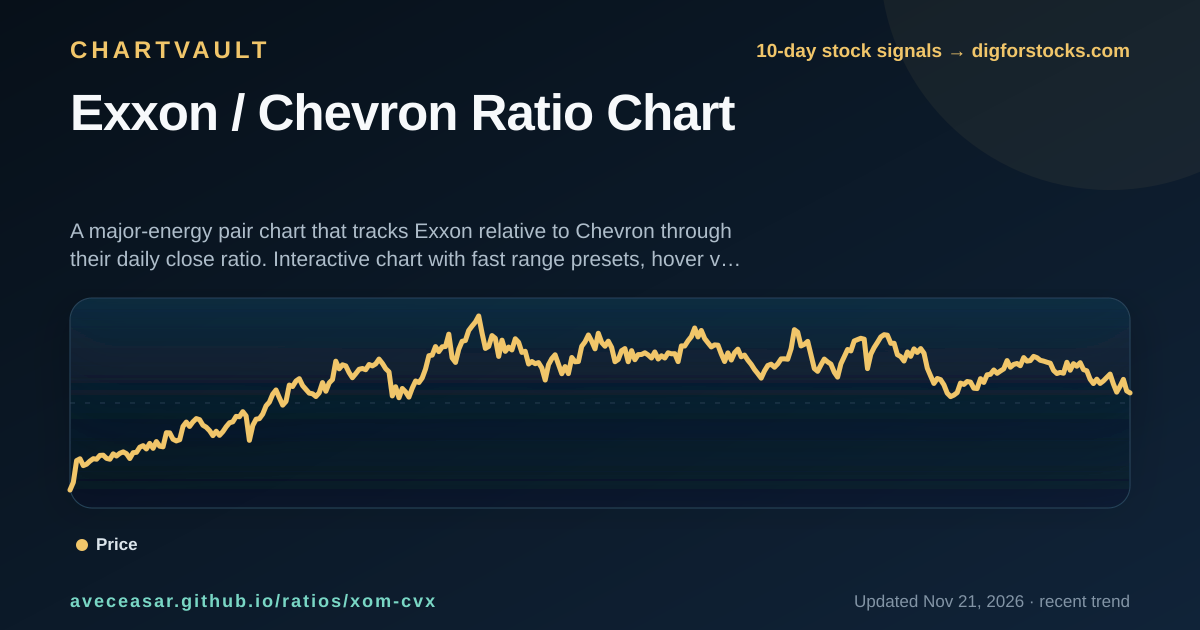 CHARTVAULT
10-day stock signals → digforstocks.com
Exxon / Chevron Ratio Chart
A major-energy pair chart that tracks Exxon relative to Chevron through
their daily close ratio. Interactive chart with fast range presets, hover v…
Price
aveceasar.github.io/ratios/xom-cvx
Updated Nov 21, 2026 · recent trend